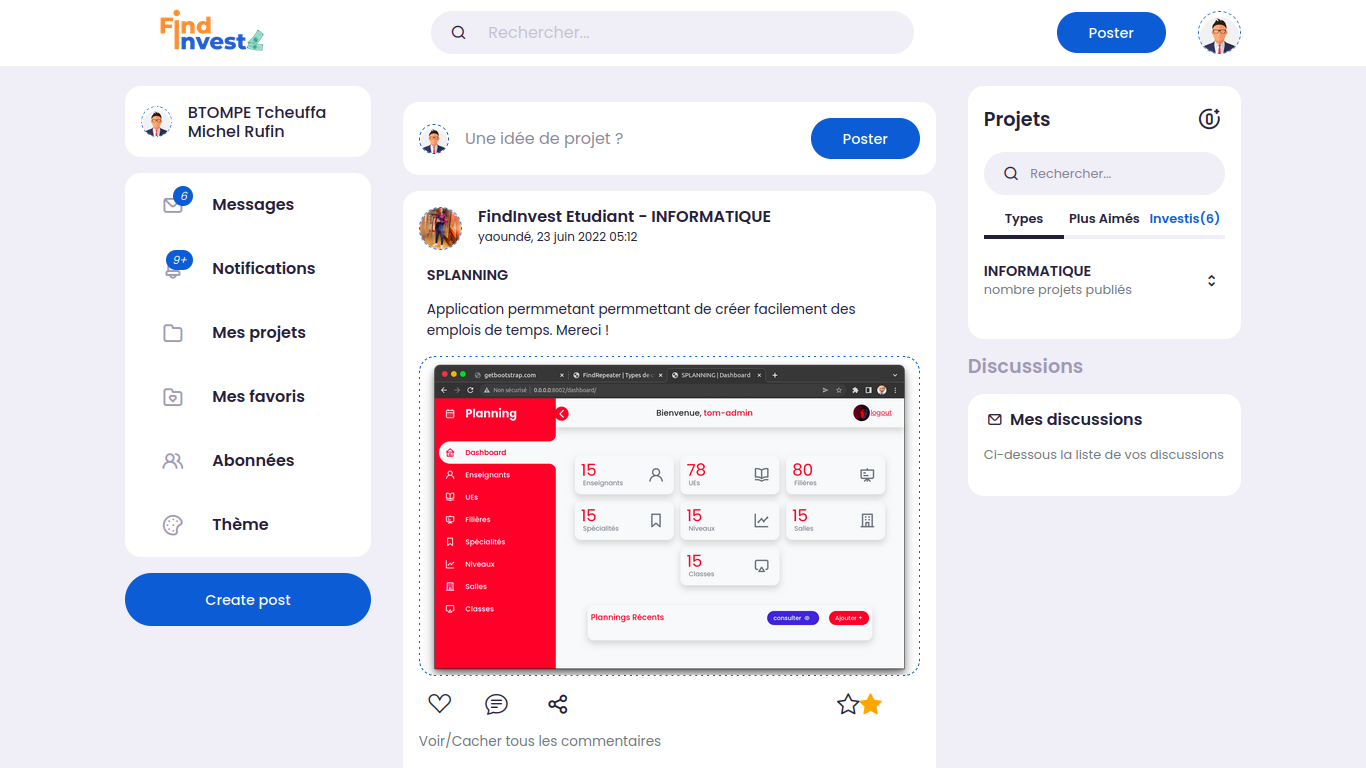 Find
Invest
Rechercher...
Poster
BTOMPE Tcheuffa
Michel Rufin
6
Messages
9+
Notifications
Mes projets
Mes favoris
Abonnées
Thème
Create post
Une idée de projet ?
Poster
FindInvest Etudiant - INFORMATIQUE
yaoundé, 23 juin 2022 05:12
SPLANNING
Application permmetant permmettant de créer facilement des
emplois de temps. Mereci !
getbootstrap.com
FindRepeater | Types de
SPLANNING | Dashboard
Non sécurisé | 0.0.0.0:8002/dashboard/
Planning
Bienvenue, tom-admin
logout
Dashboard
Enseignants
UEs
Filières
Spécialités
Niveaux
Salles
Classes
15
Enseignants
78
UEs
80
Filières
15
Spécialités
15
Niveaux
15
Salles
15
Classes
Plannings Récents
consulter
Ajouter +
Voir/Cacher tous les commentaires
Projets
0
Rechercher...
Types Plus Aimés Investis(6)
INFORMATIQUE
nombre projets publiés
Discussions
Mes discussions
Ci-dessous la liste de vos discussions